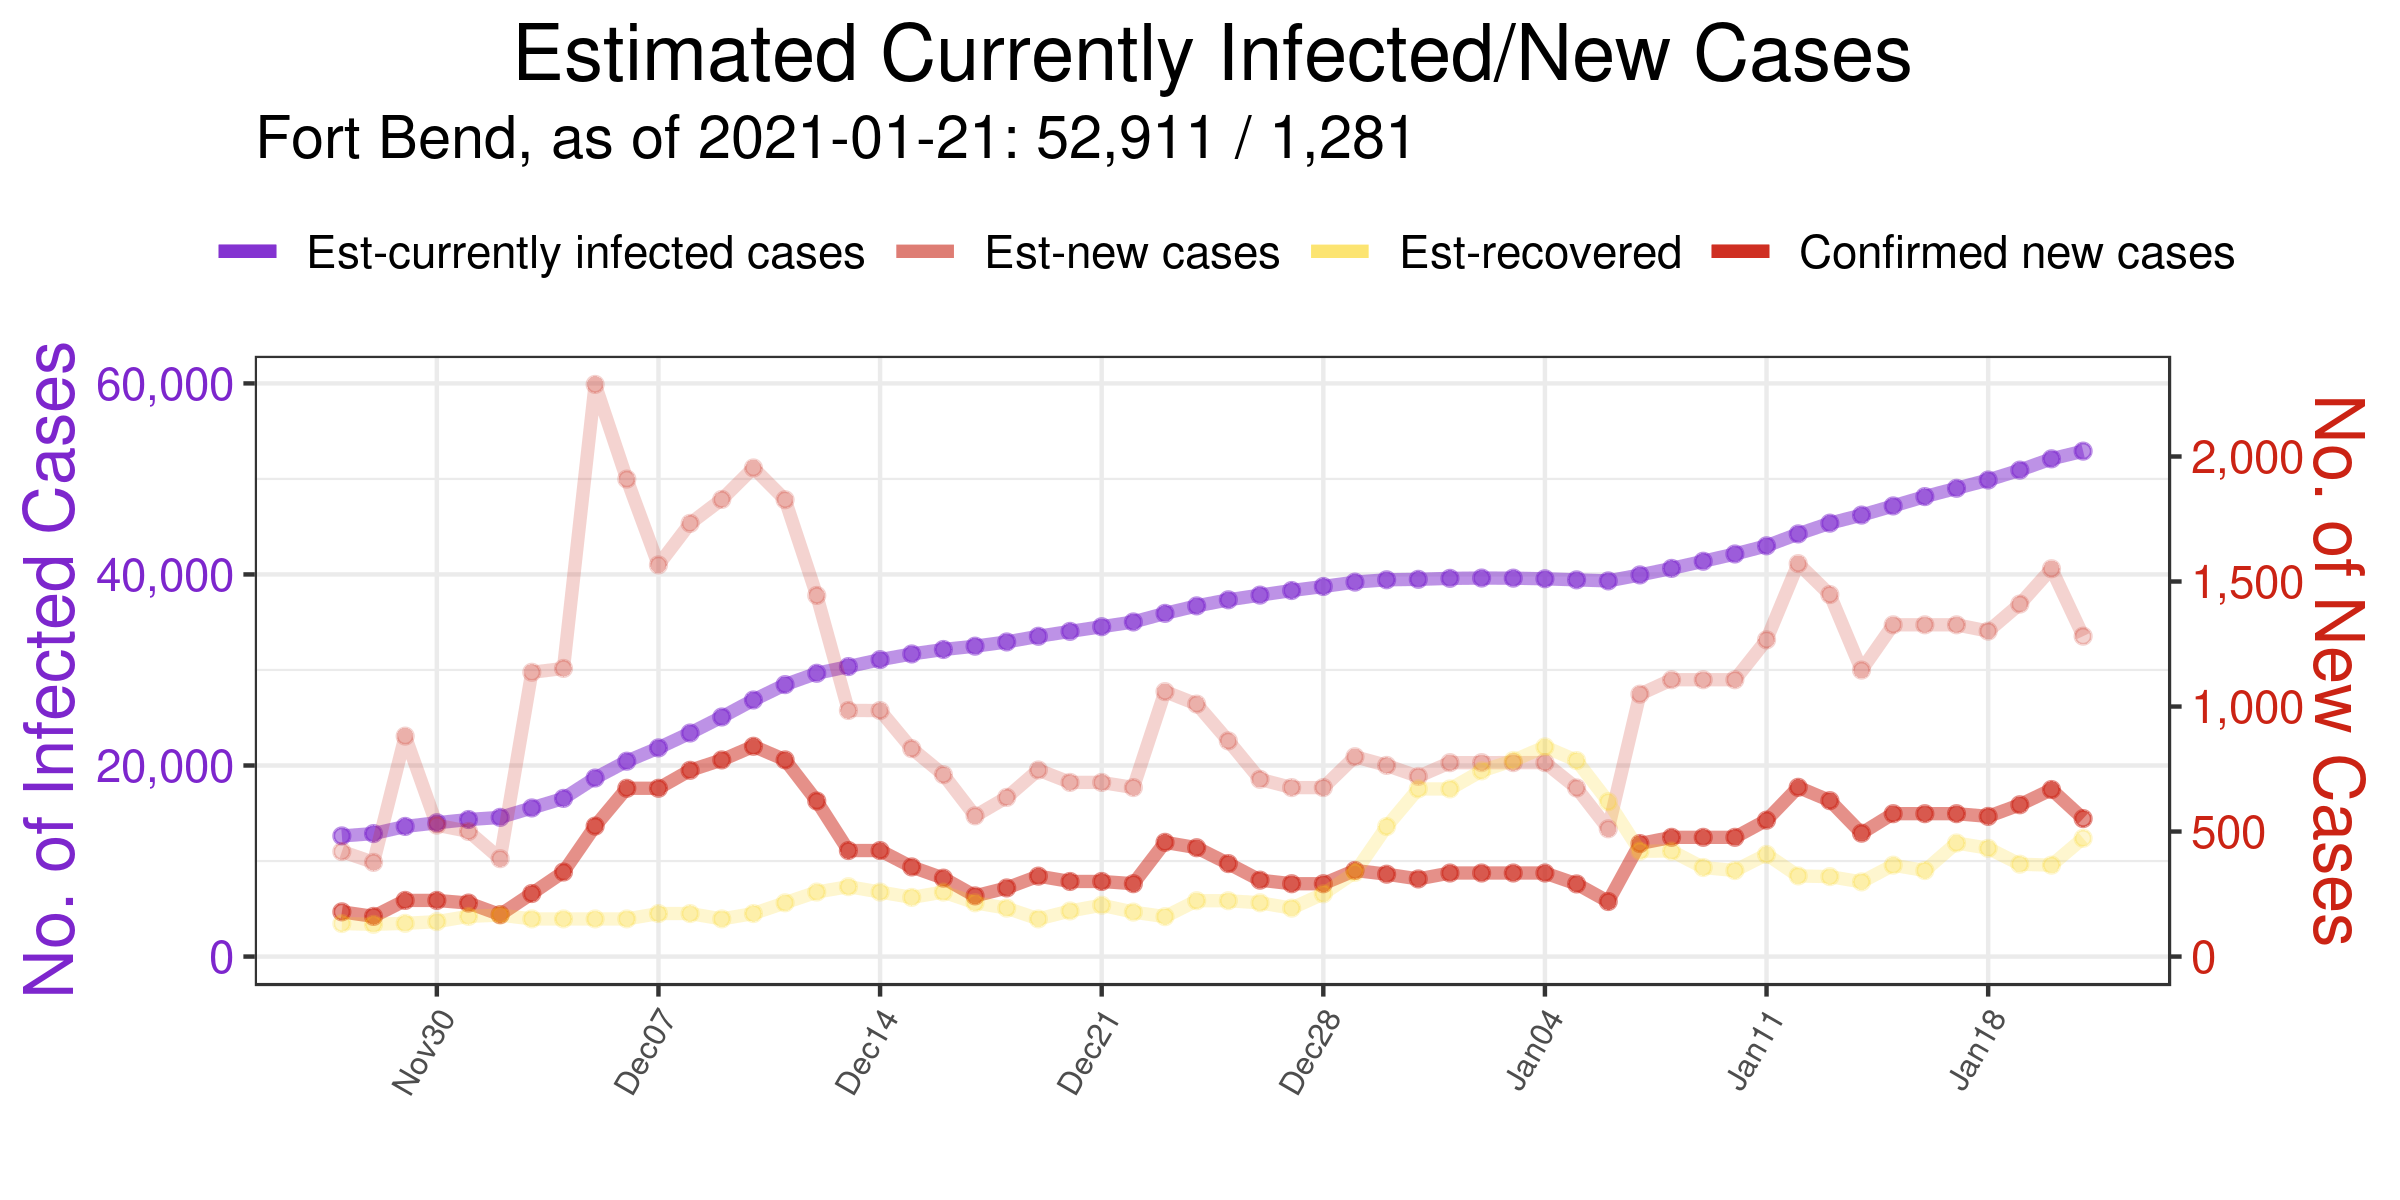 Estimated Currently Infected/New Cases
Fort Bend, as of 2021-01-21: 52,911 / 1,281
Est-currently infected cases Est-new cases Est-recovered Confirmed new cases
No. of Infected Cases
60,000
40,000
20,000
0
2,000
1,500
1,000
500
0
No. of New Cases
Nov30 Dec07 Dec14 Dec21 Dec28 Jan04 Jan11 Jan18